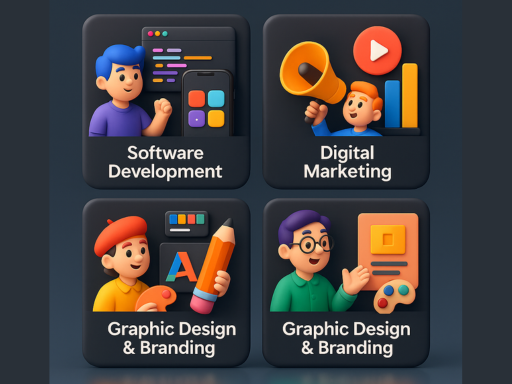 Software
Development
Digital
Marketing
A
Graphic Design
& Branding
Graphic Design
& Branding